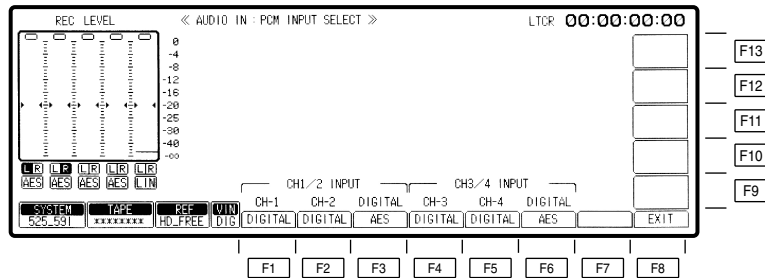 REC LEVEL
≪ AUDIO IN : PCM INPUT SELECT ≫
LTCR 00:00:00:00
0
-4
-8
-12
-16
-20
-25
-30
-40
-∞
L R L R L R L R L R
AES AES AES AES LIN
CH1/2 INPUT CH3/4 INPUT
CH-1 CH-2 DIGITAL CH-3 CH-4 DIGITAL
SYSTEM TAPE REF VIN
525_59I ******** HD_FREE DIG DIGITAL DIGITAL AES DIGITAL DIGITAL AES EXIT
F13
F12
F11
F10
F9
F1 F2 F3 F4 F5 F6 F7 F8